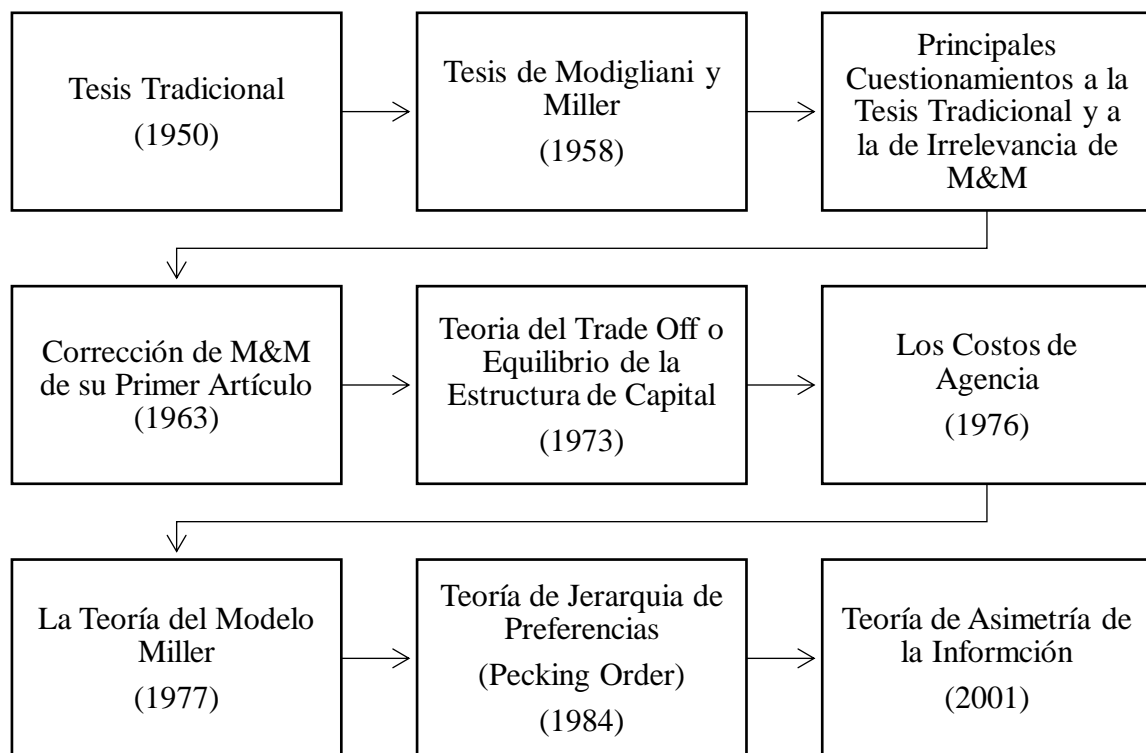 Tesis Tradicional
(1950)
Tesis de Modigliani y
Miller
(1958)
Principales
Cuestionamientos a la
Tesis Tradicional y a
la de Irrelevancia de
M&M
Corrección de M&M
de su Primer Artículo
(1963)
Teoria del Trade Off o
Equilibrio de la
Estructura de Capital
(1973)
Los Costos de
Agencia
(1976)
La Teoría del Modelo
Miller
(1977)
Teoría de Jerarquia de
Preferencias
(Pecking Order)
(1984)
Teoría de Asimetría de
la Informción
(2001)